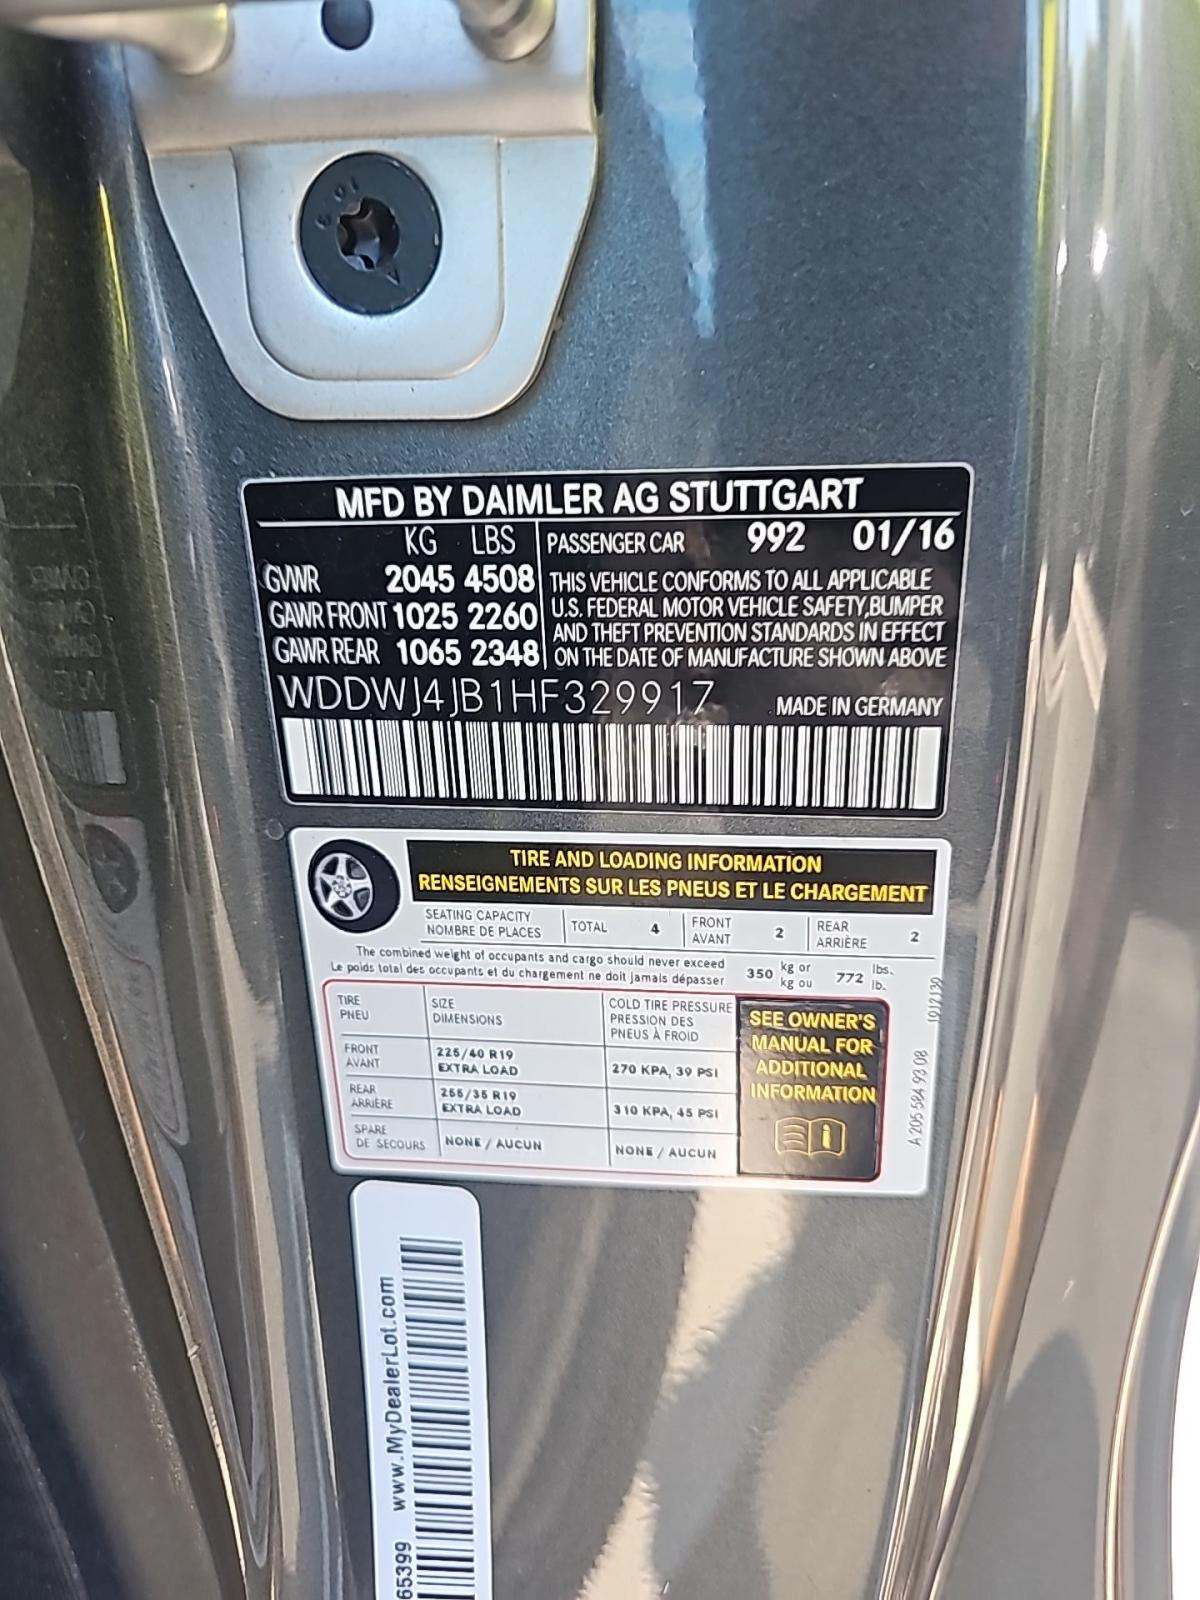 MFD BY DAIMLER AG STUTTGART
KG LBS
GVWR 2045 4508
GAWR FRONT 1025 2260
GAWR REAR 1065 2348
PASSENGER CAR 992 01/16
THIS VEHICLE CONFORMS TO ALL APPLICABLE
U.S. FEDERAL MOTOR VEHICLE SAFETY,BUMPER
AND THEFT PREVENTION STANDARDS IN EFFECT
ON THE DATE OF MANUFACTURE SHOWN ABOVE
WDDWJ4JB1HF329917 MADE IN GERMANY
TIRE AND LOADING INFORMATION
RENSEIGNEMENTS SUR LES PNEUS ET LE CHARGEMENT
SEATING CAPACITY
NOMBRE DE PLACES
TOTAL 4
FRONT
AVANT
2
REAR
ARRIÈRE
2
The combined weight of occupants and cargo should never exceed
Le poids total des occupants et du chargement ne doit jamais dépasser
350 kg or
kg ou
772 lbs.
lb.
TIRE
PNEU
SIZE
DIMENSIONS
COLD TIRE PRESSURE
PRESSION DES
PNEUS À FROID
FRONT
AVANT
225/40 R19
EXTRA LOAD
270 KPA, 39 PSI
REAR
ARRIÈRE
255/35 R19
EXTRA LOAD
310 KPA, 45 PSI
SPARE
DE SECOURS
NONE / AUCUN
NONE / AUCUN
SEE OWNER'S
MANUAL FOR
ADDITIONAL
INFORMATION
A 205 584 93 08
1912130
65399 www.MyDealerLot.com